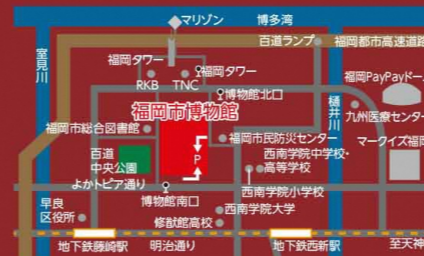 マリゾン
博多湾
百道ランプ
福岡都市高速道路
室見川
福岡タワー
福岡タワー
RKB
TNC
福岡PayPayドー
博物館北口
福岡市博物館
樋井川
九州医療センター
福岡市総合図書館
福岡市民防災センター
マークイズ福岡
P
百道
中央公園
西南学院中学校・
高等学校
よかトピア通り
西南学院小学校
博物館南口
早良
区役所
西南学院大学
修猷館高校
地下鉄藤崎駅
明治通り
地下鉄西新駅
至天神